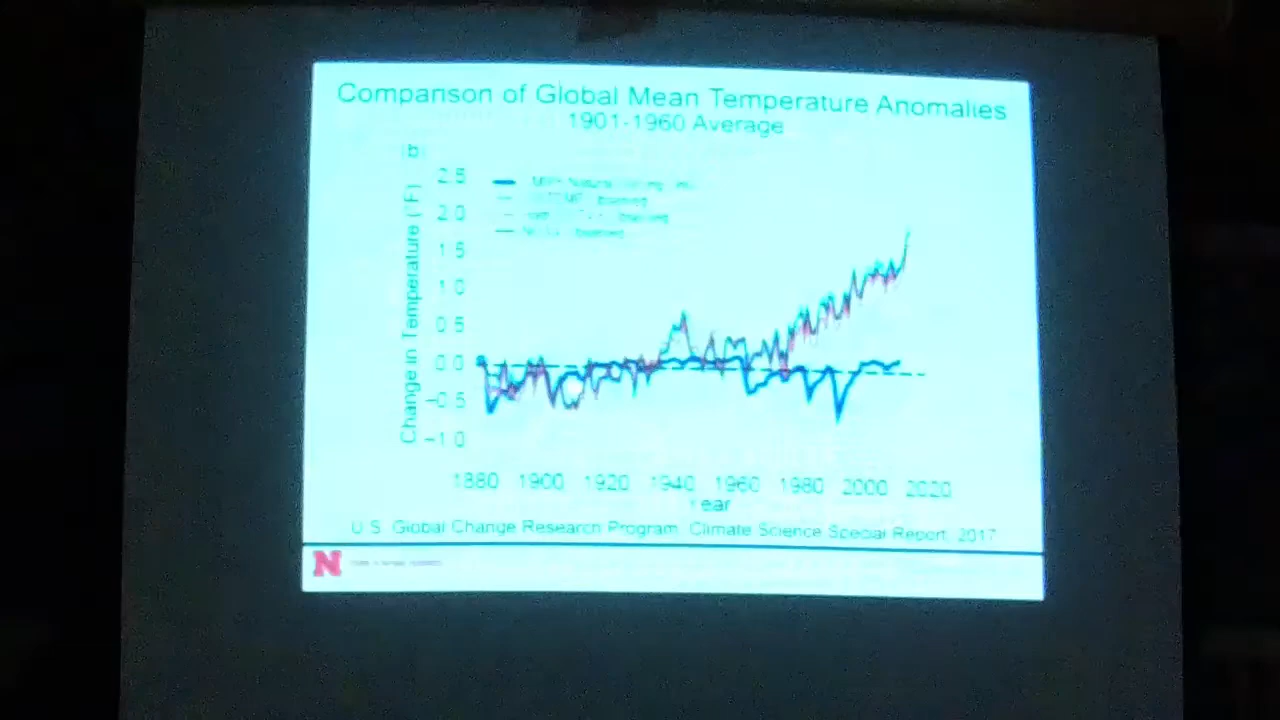 Comparison of Global Mean Temperature Anomalies
1901-1960 Average
(b)
Change in Temperature (°F)
2.5
2.0
1.5
1.0
0.5
0.0
−0.5
−1.0
Natural
1880 1900 1920 1940 1960 1980 2000 2020
Year
U.S. Global Change Research Program, Climate Science Special Report, 2017
N